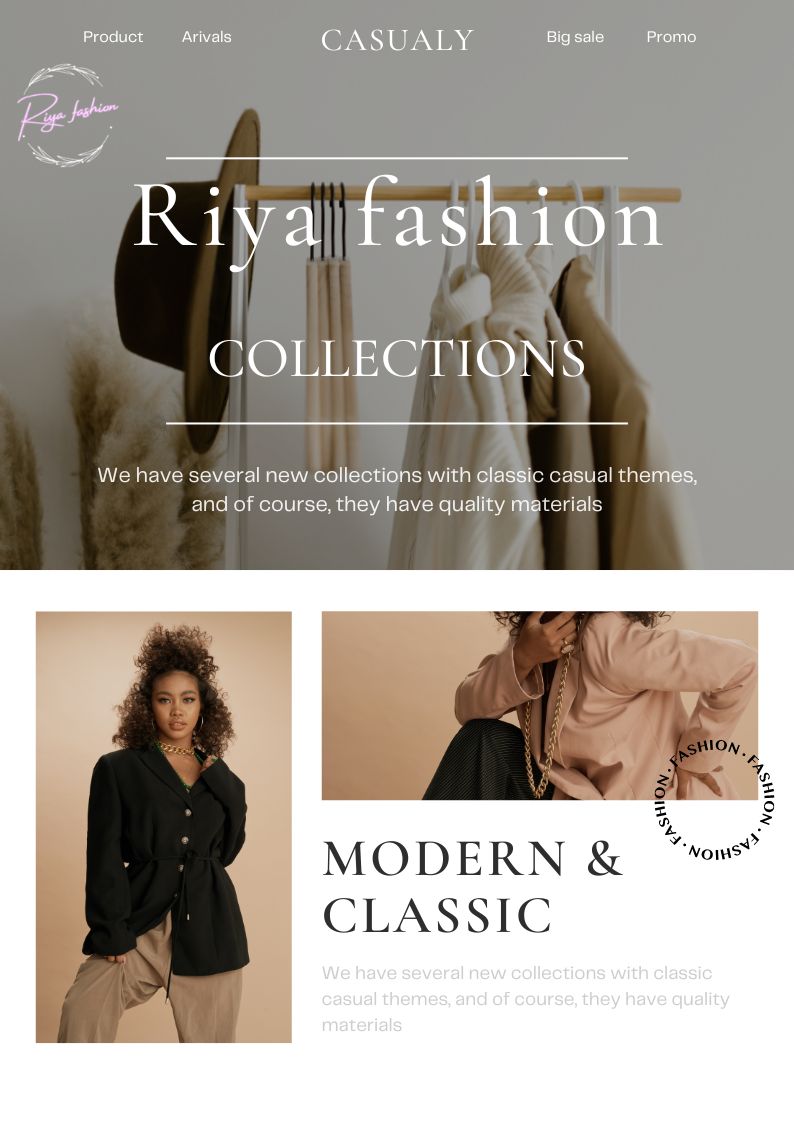 Product Arivals CASUALY Big sale Promo
Riya fashion
Riya fashion
COLLECTIONS
We have several new collections with classic casual themes,
and of course, they have quality materials
FASHION · FASHION · FASHION · FASHION ·
MODERN &
CLASSIC
We have several new collections with classic
casual themes, and of course, they have quality
materials